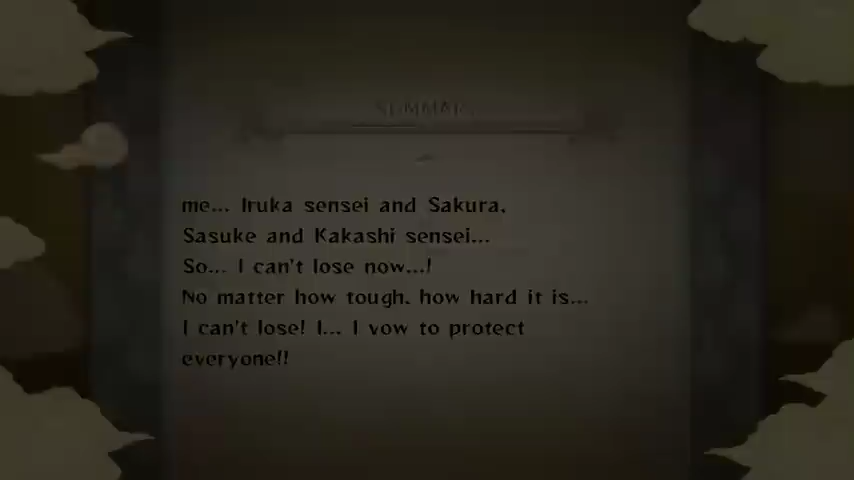 SUMMARY
me... Iruka sensei and Sakura,
Sasuke and Kakashi sensei...
So... I can't lose now...!
No matter how tough, how hard it is...
I can't lose! I... I vow to protect
everyone!!